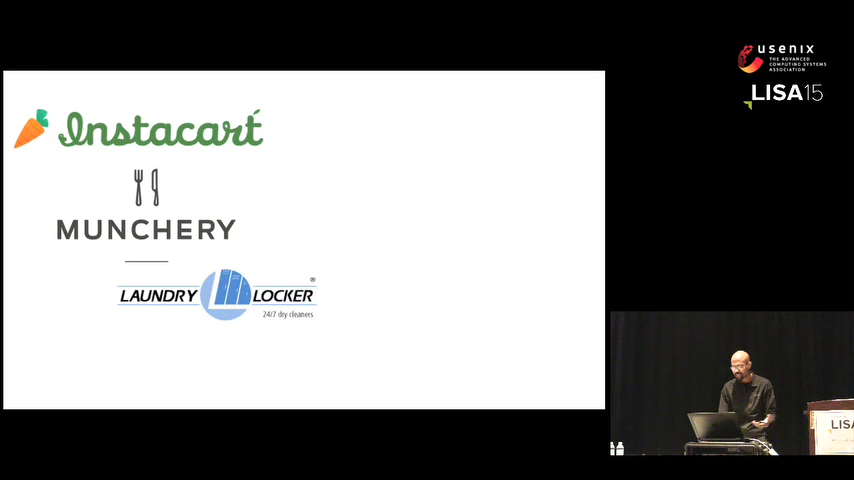 usenix
THE ADVANCED
COMPUTING SYSTEMS
ASSOCIATION
LISA15
Instacart
MUNCHERY
LAUNDRY LOCKER®
24/7 dry cleaners
LISA